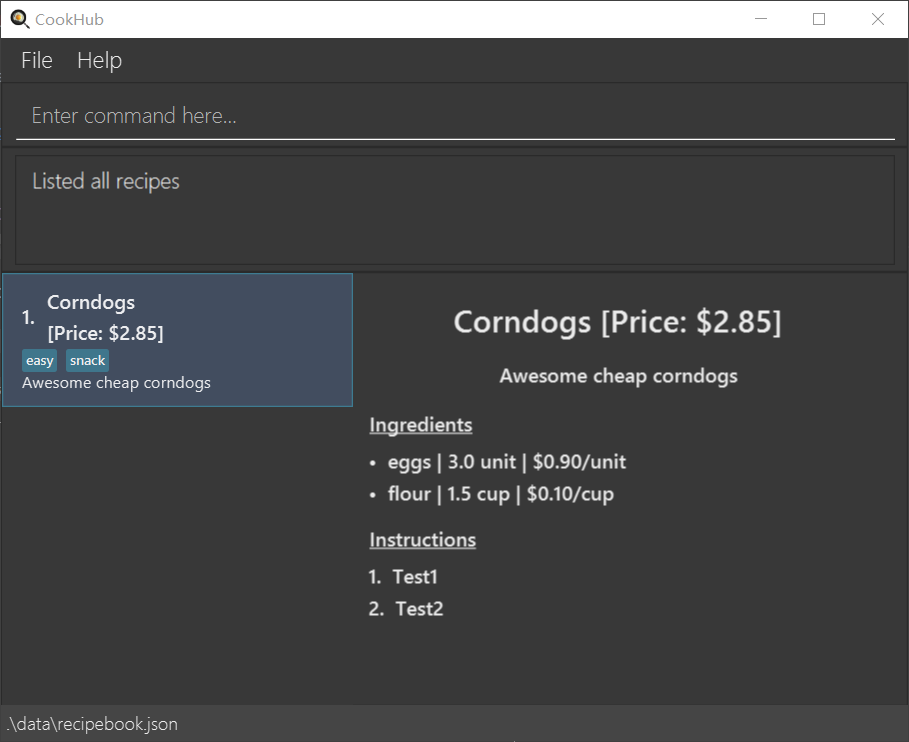 CookHub
File Help
Enter command here...
Listed all recipes
1. Corndogs
[Price: $2.85]
easy snack
Awesome cheap corndogs
Corndogs [Price: $2.85]
Awesome cheap corndogs
Ingredients
• eggs | 3.0 unit | $0.90/unit
• flour | 1.5 cup | $0.10/cup
Instructions
1. Test1
2. Test2
.\data\recipebook.json